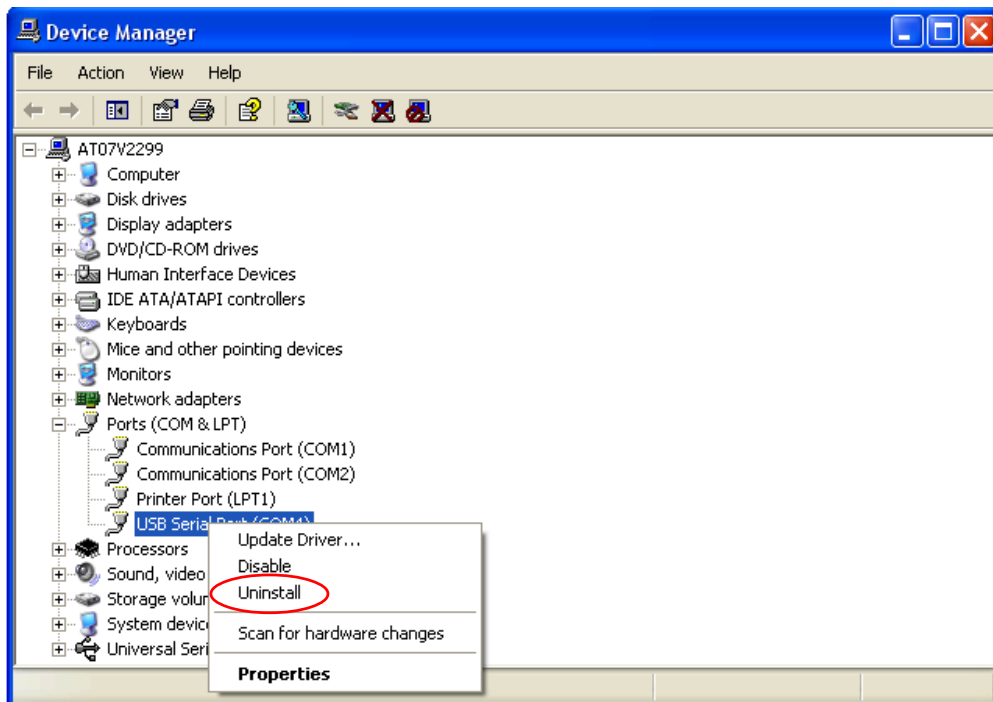 Device Manager
File Action View Help
AT07V2299
Computer
Disk drives
Display adapters
DVD/CD-ROM drives
Human Interface Devices
IDE ATA/ATAPI controllers
Keyboards
Mice and other pointing devices
Monitors
Network adapters
Ports (COM & LPT)
Communications Port (COM1)
Communications Port (COM2)
Printer Port (LPT1)
USB Serial Port (COM4)
Processors
Sound, video
Storage volur
System device
Universal Seri
Update Driver...
Disable
Uninstall
Scan for hardware changes
Properties